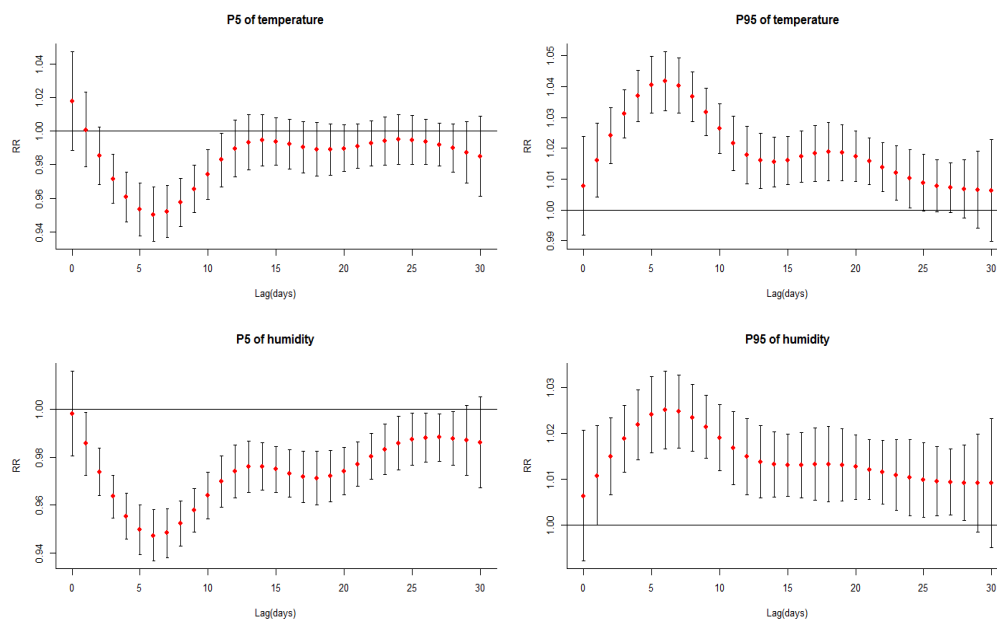 P5 of temperature
RR
1.04
1.02
1.00
0.98
0.96
0.94
0 5 10 15 20 25 30
Lag(days)
P95 of temperature
RR
1.05
1.04
1.03
1.02
1.01
1.00
0.99
0 5 10 15 20 25 30
Lag(days)
P5 of humidity
RR
1.00
0.98
0.96
0.94
0 5 10 15 20 25 30
Lag(days)
P95 of humidity
RR
1.03
1.02
1.01
1.00
0 5 10 15 20 25 30
Lag(days)